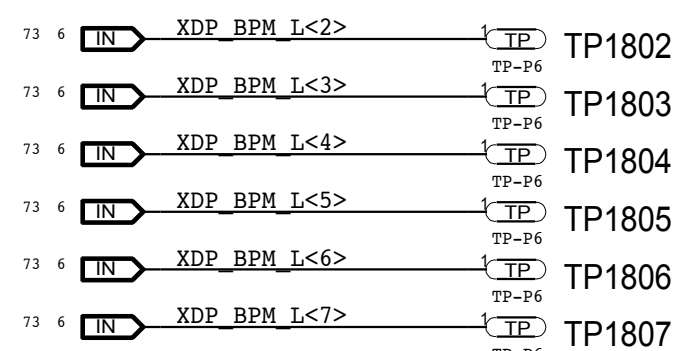 73 6 IN XDP_BPM_L<2> 1 TP TP1802
TP-P6
73 6 IN XDP_BPM_L<3> 1 TP TP1803
TP-P6
73 6 IN XDP_BPM_L<4> 1 TP TP1804
TP-P6
73 6 IN XDP_BPM_L<5> 1 TP TP1805
TP-P6
73 6 IN XDP_BPM_L<6> 1 TP TP1806
TP-P6
73 6 IN XDP_BPM_L<7> 1 TP TP1807
TP-P6